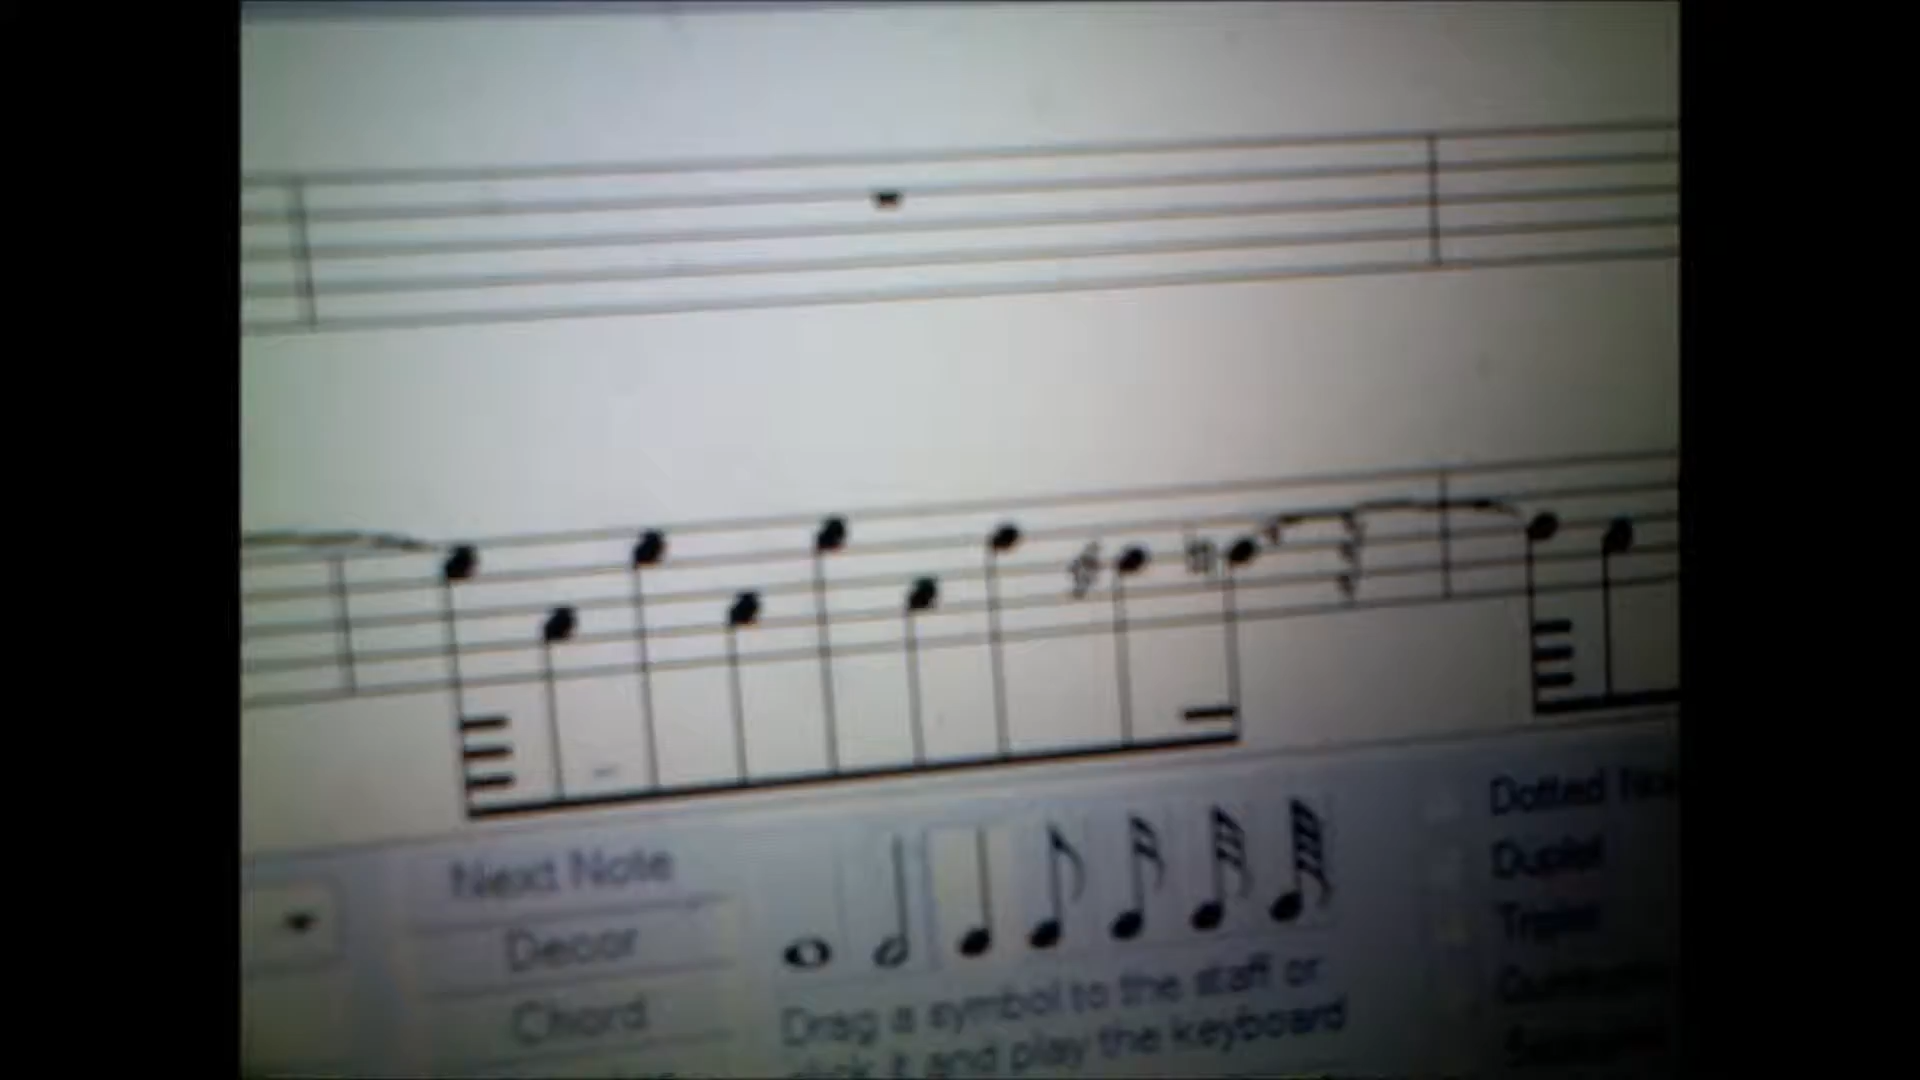 Next Note
Decor
Chord
Drag a symbol to the staff or
click it and play the keyboard
Dotted
Duplet
Triplet